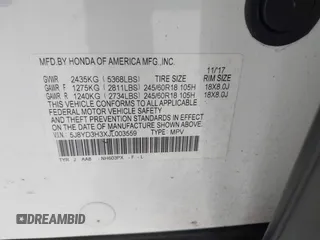 MFD.BY HONDA OF AMERICA MFG.,INC. 11/17
GVWR 2435KG (5368LBS) TIRE SIZE RIM SIZE
GAWR F 1275KG (2811LBS) 245/60R18 105H 18X8.0J
GAWR R 1240KG (2734LBS) 245/60R18 105H 18X8.0J
THIS VEHICLE CONFORMS TO ALL APPLICABLE
FEDERAL MOTOR VEHICLE SAFETY AND
THEFT PREVENTION STANDARDS IN EFFECT ON
THE DATE OF MANUFACTURE SHOWN ABOVE.
V.I.N.: 5J8YD3H3XJL003559 TYPE: MPV
DREAMBID